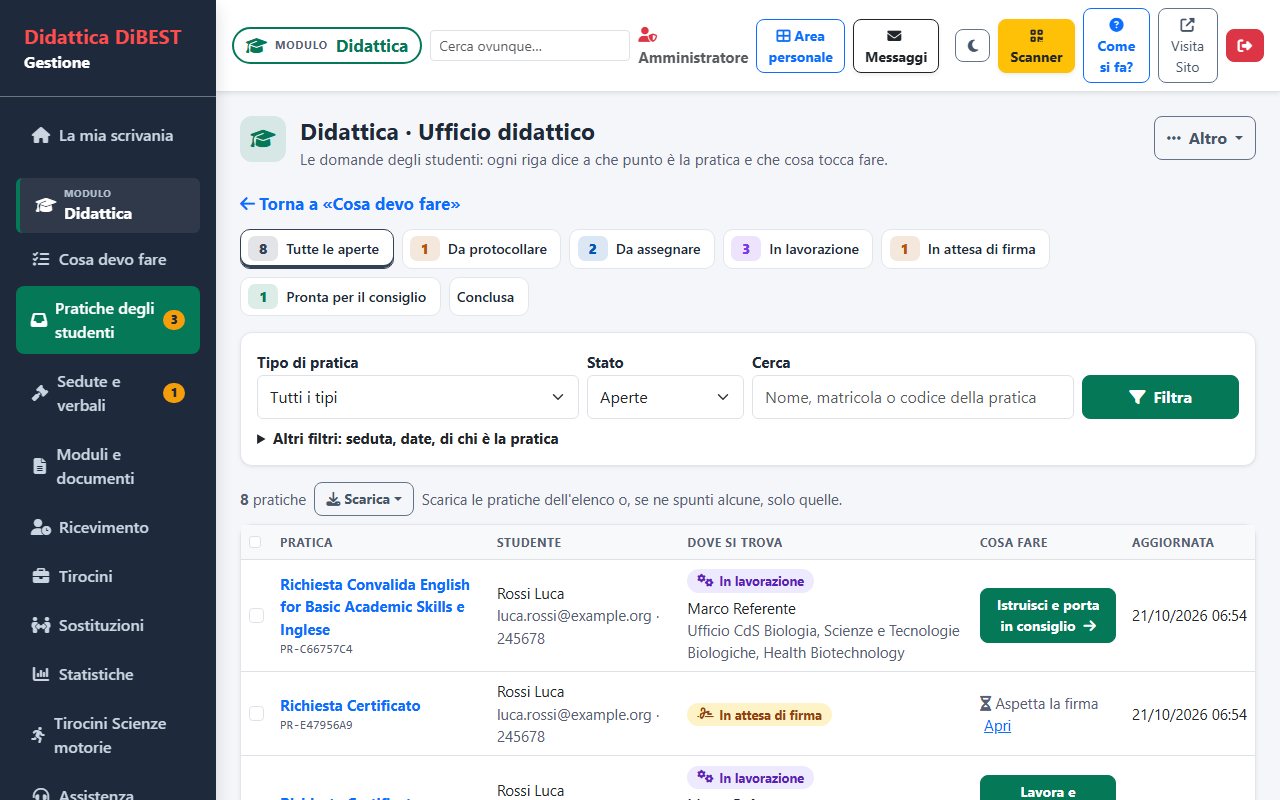 Didattica DiBEST
Gestione
La mia scrivania
MODULO
Didattica
Cosa devo fare
Pratiche degli
studenti
3
Sedute e
verbali
1
Moduli e
documenti
Ricevimento
Tirocini
Sostituzioni
Statistiche
Tirocini Scienze
motorie
Assistenza
MODULO Didattica
Cerca ovunque...
Amministratore
Area
personale
Messaggi
Scanner
Come
si fa?
Visita
Sito
Didattica · Ufficio didattico
Le domande degli studenti: ogni riga dice a che punto è la pratica e che cosa tocca fare.
Altro
Torna a «Cosa devo fare»
8 Tutte le aperte
1 Da protocollare
2 Da assegnare
3 In lavorazione
1 In attesa di firma
1 Pronta per il consiglio
Conclusa
Tipo di pratica
Stato
Cerca
Tutti i tipi
Aperte
Nome, matricola o codice della pratica
Filtra
Altri filtri: seduta, date, di chi è la pratica
8 pratiche
Scarica
Scarica le pratiche dell'elenco o, se ne spunti alcune, solo quelle.
PRATICA STUDENTE DOVE SI TROVA COSA FARE AGGIORNATA
Richiesta Convalida English
for Basic Academic Skills e
Inglese
PR-C66757C4
Rossi Luca
luca.rossi@example.org ·
245678
In lavorazione
Marco Referente
Ufficio CdS Biologia, Scienze e Tecnologie
Biologiche, Health Biotechnology
Istruisci e porta
in consiglio
21/10/2026 06:54
Richiesta Certificato
PR-E47956A9
Rossi Luca
luca.rossi@example.org ·
245678
In attesa di firma
Aspetta la firma
Apri
21/10/2026 06:54
Rossi Luca
In lavorazione
Lavora e